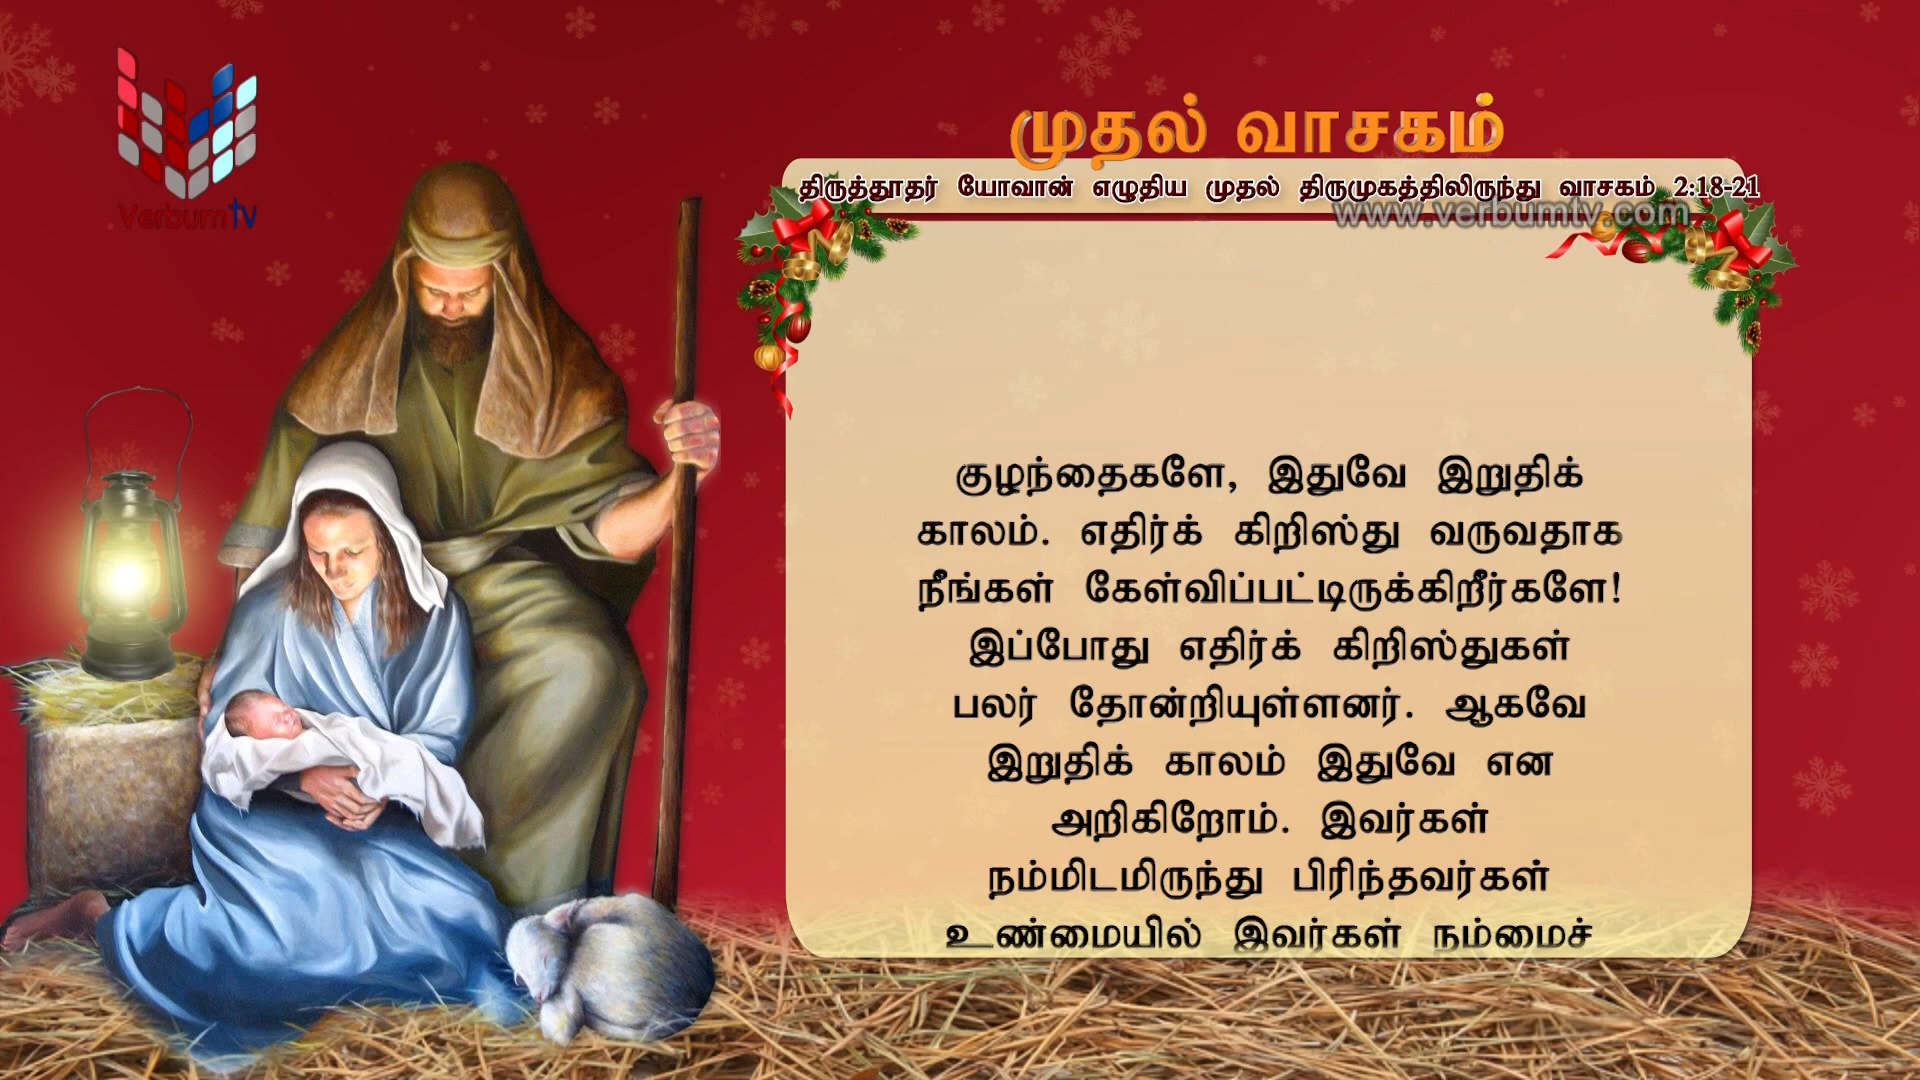 VerbumTV
முதல் வாசகம்
திருத்தூதர் யோவான் எழுதிய முதல் திருமுகத்திலிருந்து வாசகம் 2:18-21
www.verbumtv.com
குழந்தைகளே, இதுவே இறுதிக்
காலம். எதிர்க் கிறிஸ்து வருவதாக
நீங்கள் கேள்விப்பட்டிருக்கிறீர்களே!
இப்போது எதிர்க் கிறிஸ்துகள்
பலர் தோன்றியுள்ளனர். ஆகவே
இறுதிக் காலம் இதுவே என
அறிகிறோம். இவர்கள்
நம்மிடமிருந்து பிரிந்தவர்கள்
உண்மையில் இவர்கள் நம்மைச்